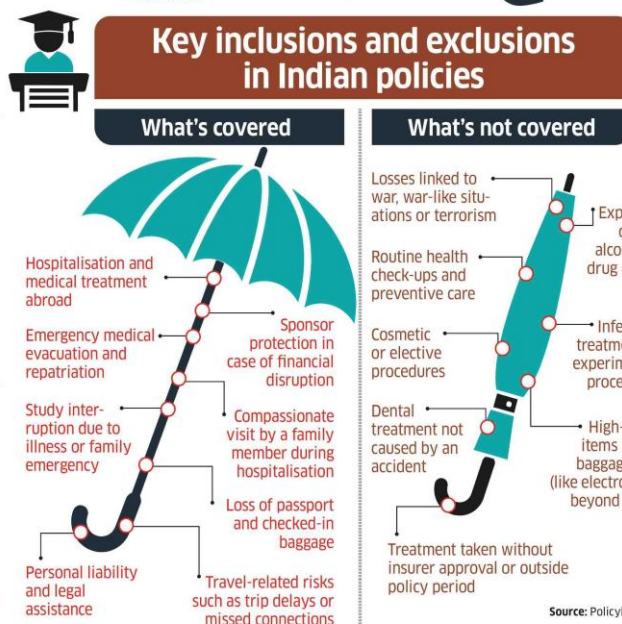 Key inclusions and exclusions
in Indian policies
What's covered
Hospitalisation and
medical treatment
abroad
Emergency medical
evacuation and
repatriation
Study inter-
ruption due to
illness or family
emergency
Personal liability
and legal
assistance
Sponsor
protection in
case of financial
disruption
Compassionate
visit by a family
member during
hospitalisation
Loss of passport
and checked-in
baggage
Travel-related risks
such as trip delays or
missed connections
What's not covered
Losses linked to
war, war-like situ-
ations or terrorism
Routine health
check-ups and
preventive care
Cosmetic
or elective
procedures
Dental
treatment not
caused by an
accident
Treatment taken without
insurer approval or outside
policy period
drug
items
(like
beyond
Source: